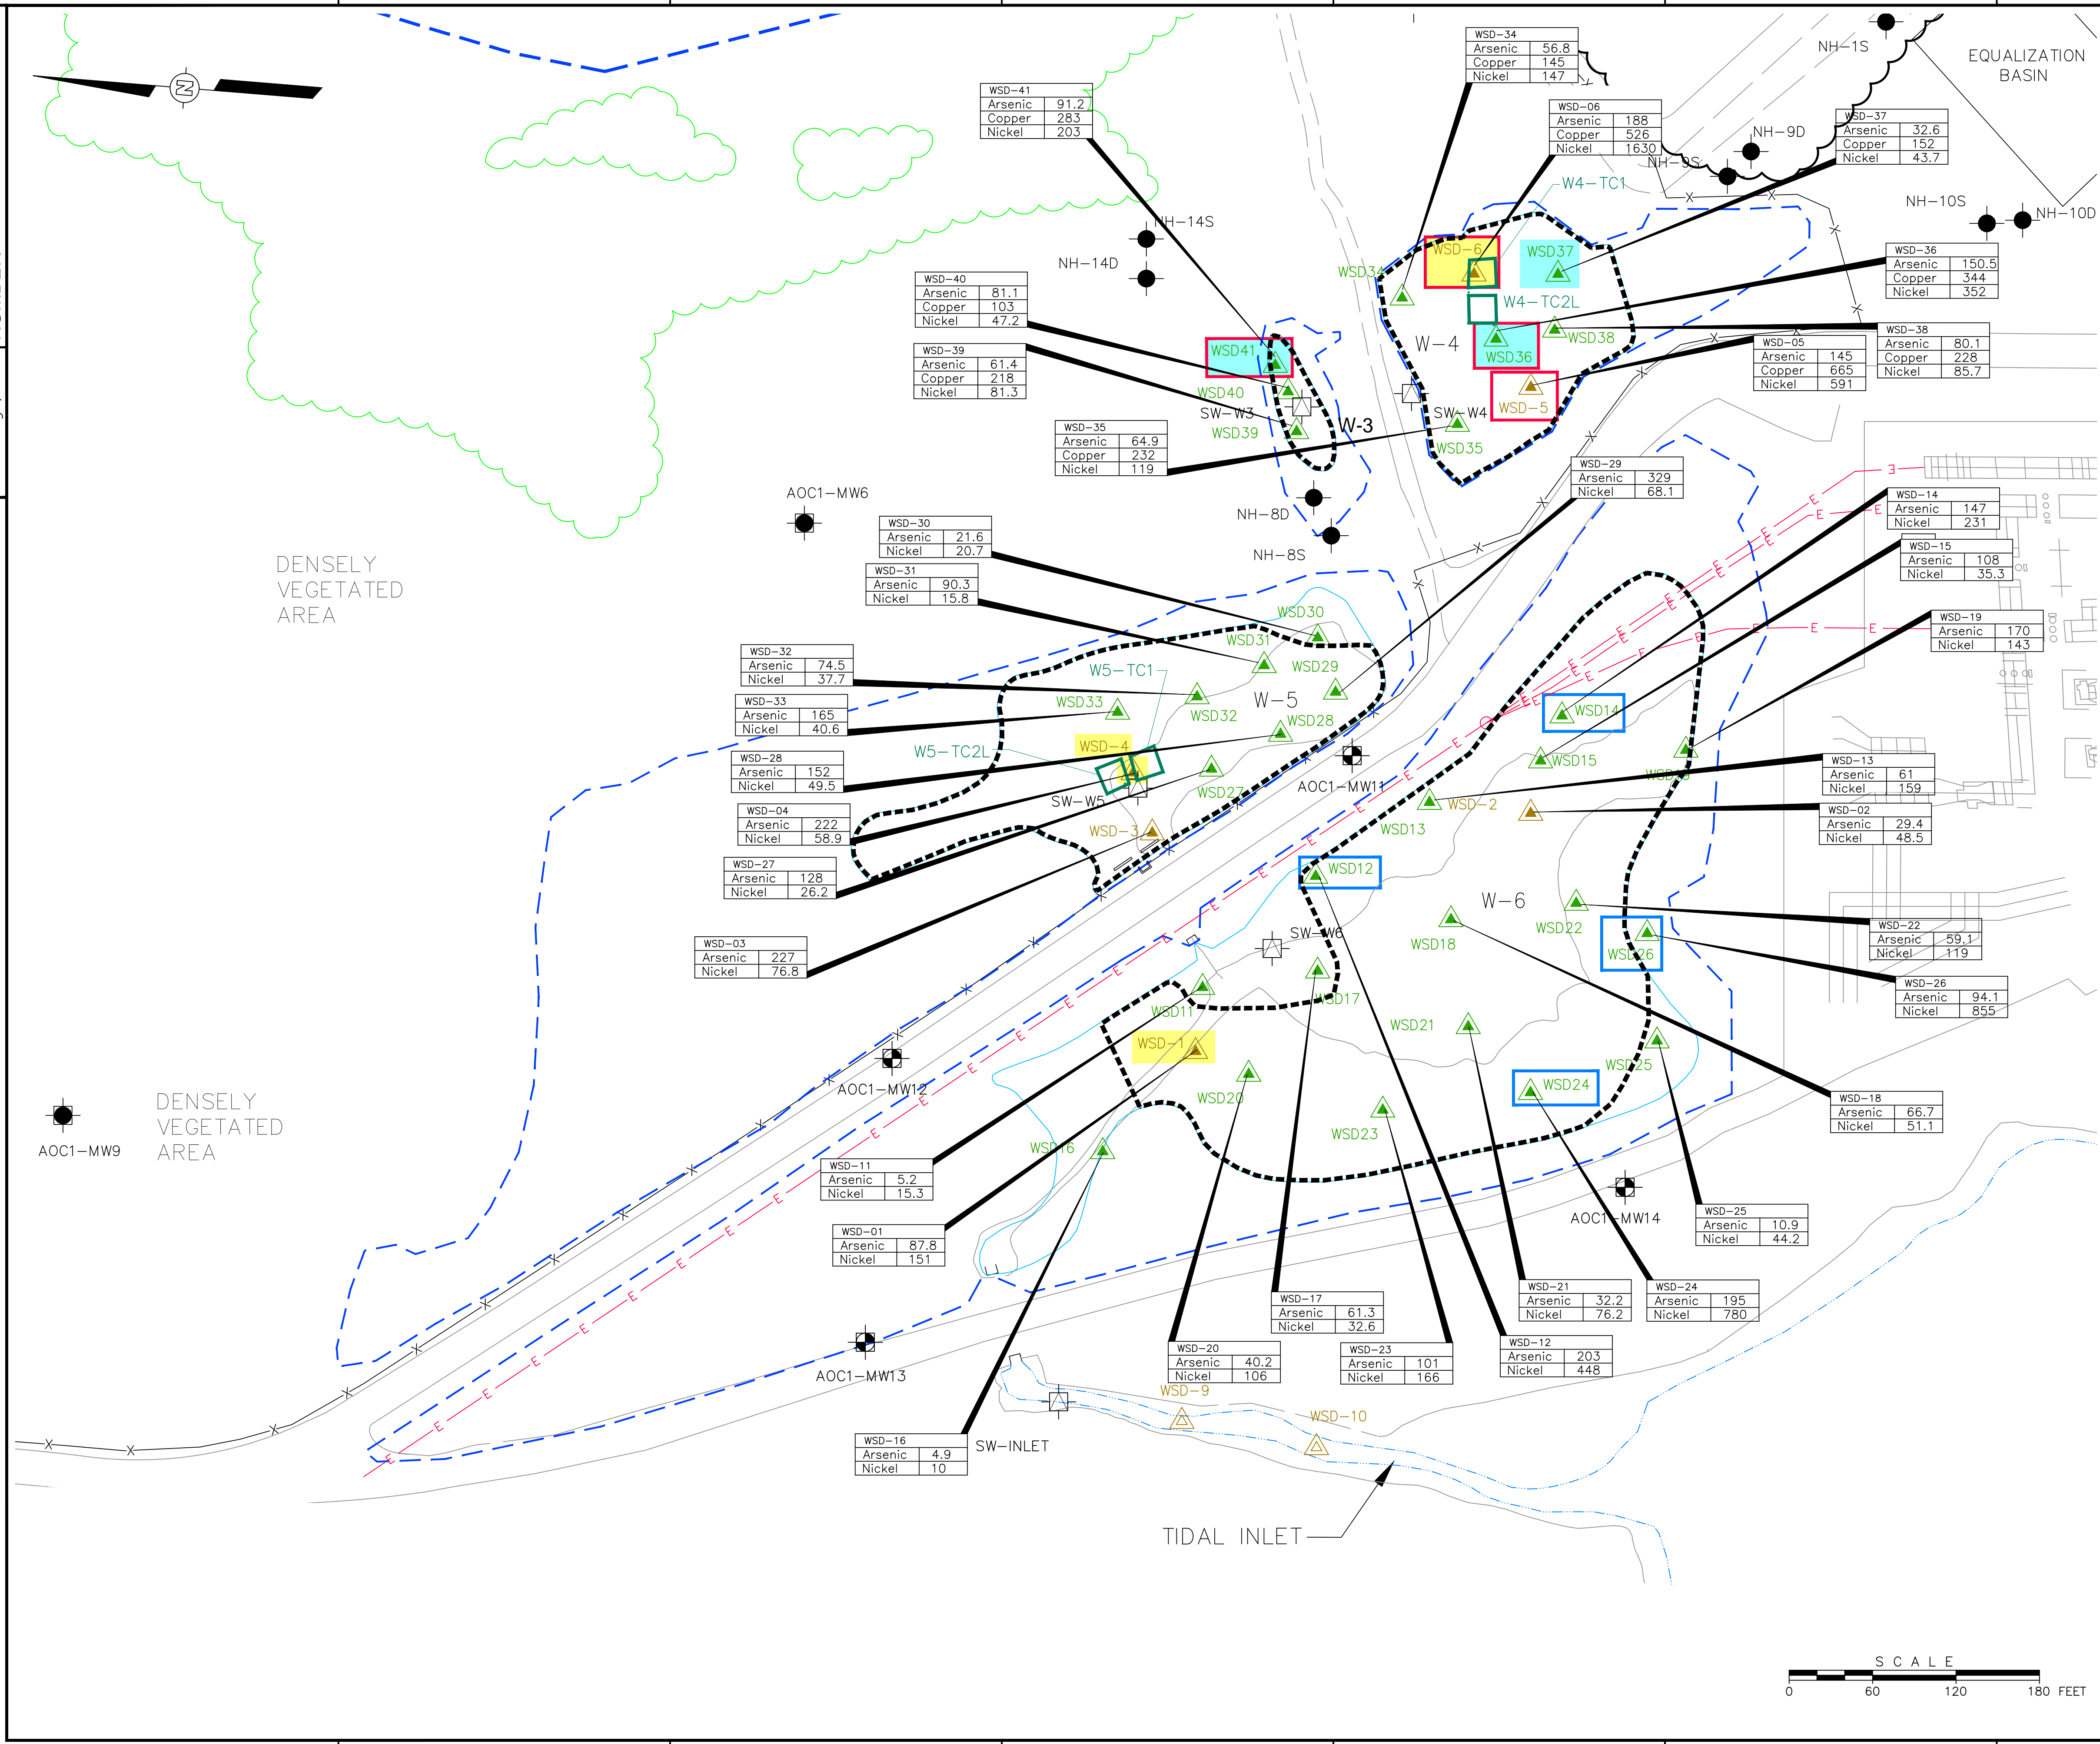 EQUALIZATION
BASIN
NH-1S
NH-9D
NH-9S
NH-10S
NH-10D
WSD-34
Arsenic 56.8
Copper 145
Nickel 147
WSD-41
Arsenic 91.2
Copper 283
Nickel 203
WSD-06
Arsenic 188
Copper 526
Nickel 1630
WSD-37
Arsenic 32.6
Copper 152
Nickel 43.7
N
NH-14S
NH-14D
W4-TC1
WSD-6
WSD37
WSD34
W4-TC2L
WSD-36
Arsenic 150.5
Copper 344
Nickel 352
WSD-40
Arsenic 81.1
Copper 103
Nickel 47.2
WSD-38
Arsenic 80.1
Copper 228
Nickel 85.7
WSD-05
Arsenic 145
Copper 665
Nickel 591
WSD-39
Arsenic 61.4
Copper 218
Nickel 81.3
WSD41
W-4
WSD36
WSD38
WSD40
SW-W3
WSD39
W-3
SW-W4
WSD-5
WSD35
WSD-35
Arsenic 64.9
Copper 232
Nickel 119
WSD-29
Arsenic 329
Nickel 68.1
AOC1-MW6
NH-8D
NH-8S
WSD-14
Arsenic 147
Nickel 231
WSD-30
Arsenic 21.6
Nickel 20.7
WSD-15
Arsenic 108
Nickel 35.3
WSD-31
Arsenic 90.3
Nickel 15.8
DENSELY
VEGETATED
AREA
WSD-19
Arsenic 170
Nickel 143
WSD30
WSD31
WSD29
WSD-32
Arsenic 74.5
Nickel 37.7
W5-TC1
W-5
WSD33
WSD32
WSD28
WSD14
WSD-33
Arsenic 165
Nickel 40.6
W5-TC2L
WSD-4
WSD15
WSD-28
Arsenic 152
Nickel 49.5
WSD-13
Arsenic 61
Nickel 159
AOC1-MW11
WSD27
SW-W5
WSD-2
WSD13
WSD-04
Arsenic 222
Nickel 58.9
WSD-02
Arsenic 29.4
Nickel 48.5
WSD-3
WSD-27
Arsenic 128
Nickel 26.2
WSD12
W-6
WSD-03
Arsenic 227
Nickel 76.8
SW-W6
WSD18
WSD22
WSD26
WSD-22
Arsenic 59.1
Nickel 119
WSD-26
Arsenic 94.1
Nickel 855
WSD11
WSD17
WSD21
WSD-1
WSD25
WSD24
WSD20
WSD23
WSD16
AOC1-MW12
AOC1-MW9
DENSELY
VEGETATED
AREA
WSD-18
Arsenic 66.7
Nickel 51.1
WSD-11
Arsenic 5.2
Nickel 15.3
AOC1-MW14
WSD-25
Arsenic 10.9
Nickel 44.2
WSD-01
Arsenic 87.8
Nickel 151
WSD-21
Arsenic 32.2
Nickel 76.2
WSD-24
Arsenic 195
Nickel 780
WSD-17
Arsenic 61.3
Nickel 32.6
WSD-20
Arsenic 40.2
Nickel 106
WSD-23
Arsenic 101
Nickel 166
WSD-12
Arsenic 203
Nickel 448
AOC1-MW13
WSD-9
WSD-10
WSD-16
Arsenic 4.9
Nickel 10
SW-INLET
TIDAL INLET
SCALE
0 60 120 180 FEET